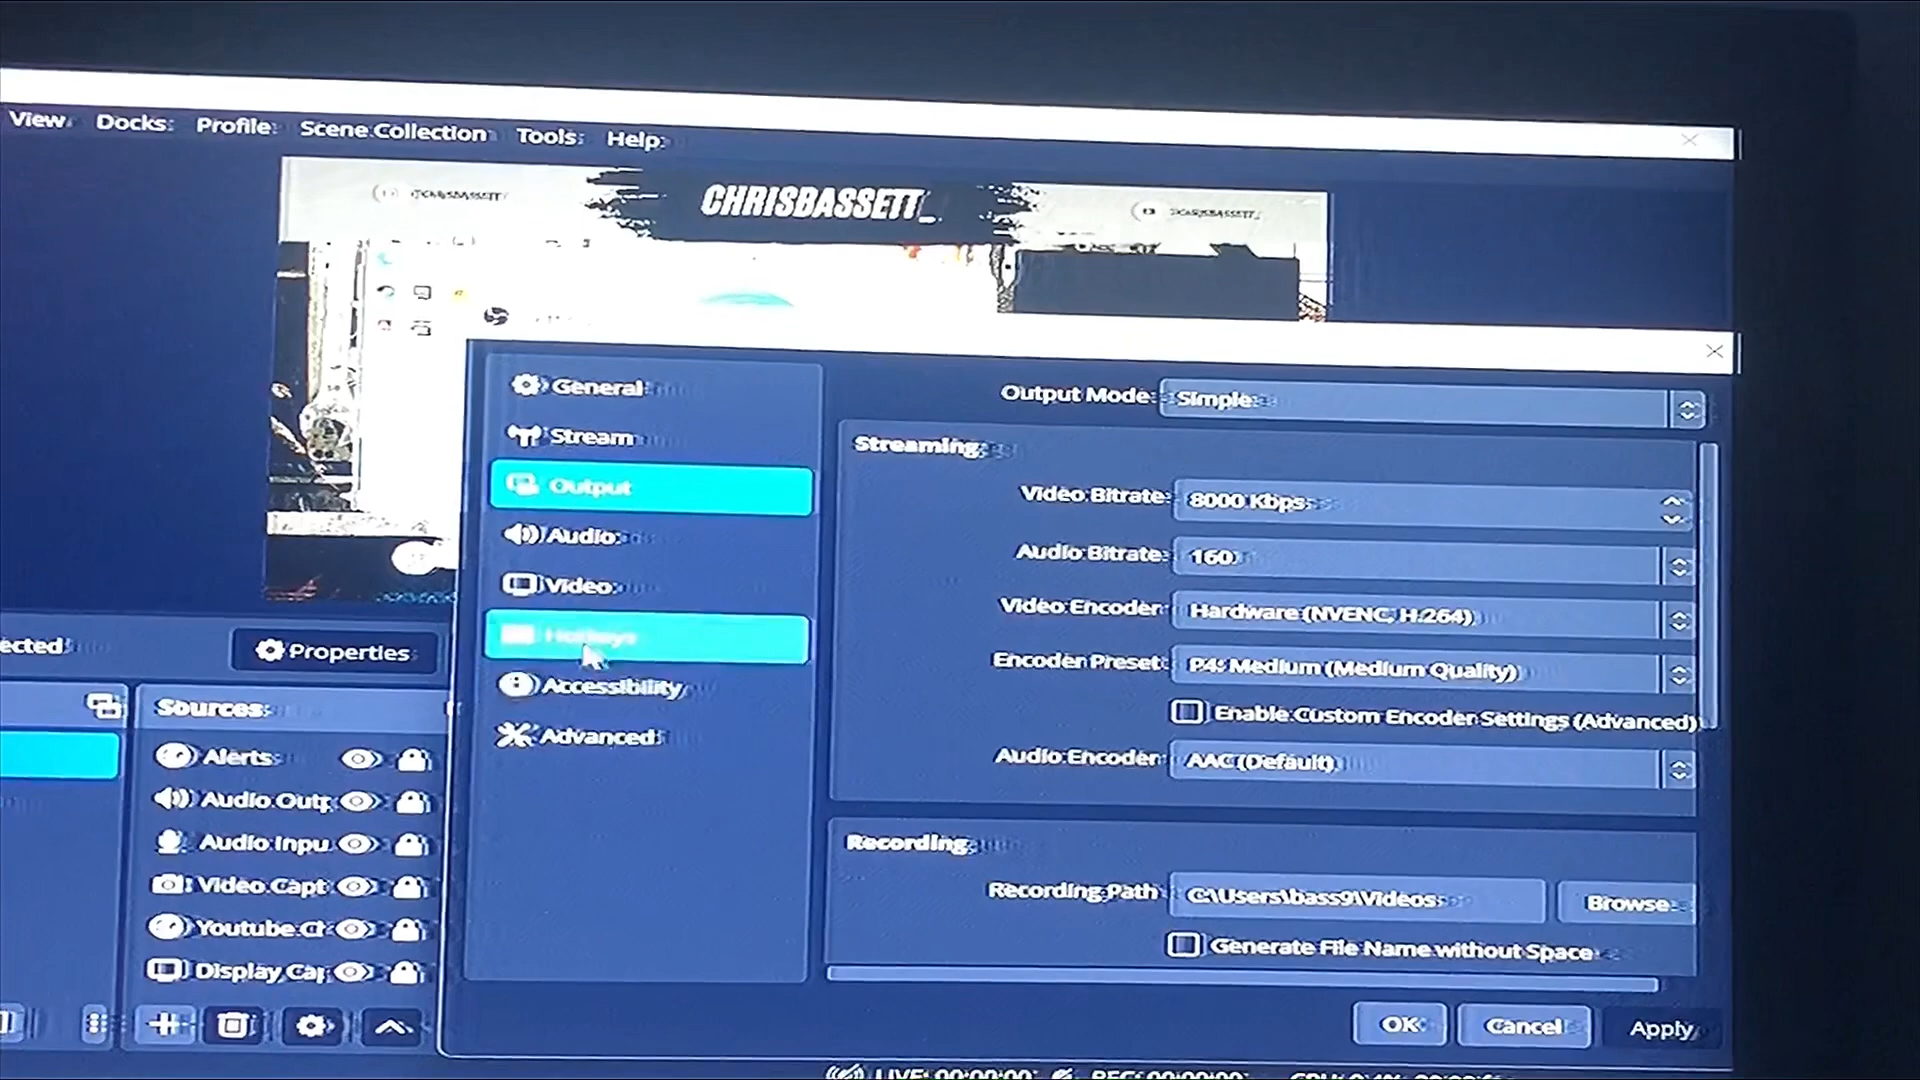 View Docks Profile Scene Collection Tools Help
CHRISBASSETT_
General
Stream
Output
Audio
Video
Hotkeys
Accessibility
Advanced
Output Mode Simple
Streaming
Video Bitrate 8000 Kbps
Audio Bitrate 160
Video Encoder Hardware (NVENC, H.264)
Encoder Preset P4: Medium (Medium Quality)
Enable Custom Encoder Settings (Advanced)
Audio Encoder AAC (Default)
Recording
Recording Path C:\Users\bass9\Videos Browse
Generate File Name without Space
OK Cancel Apply
ected Properties
Sources
Alerts
Audio Outp
Audio Inpu
Video Capt
Youtube Ch
Display Cap
LIVE: 00:00:00 REC: 00:00:00